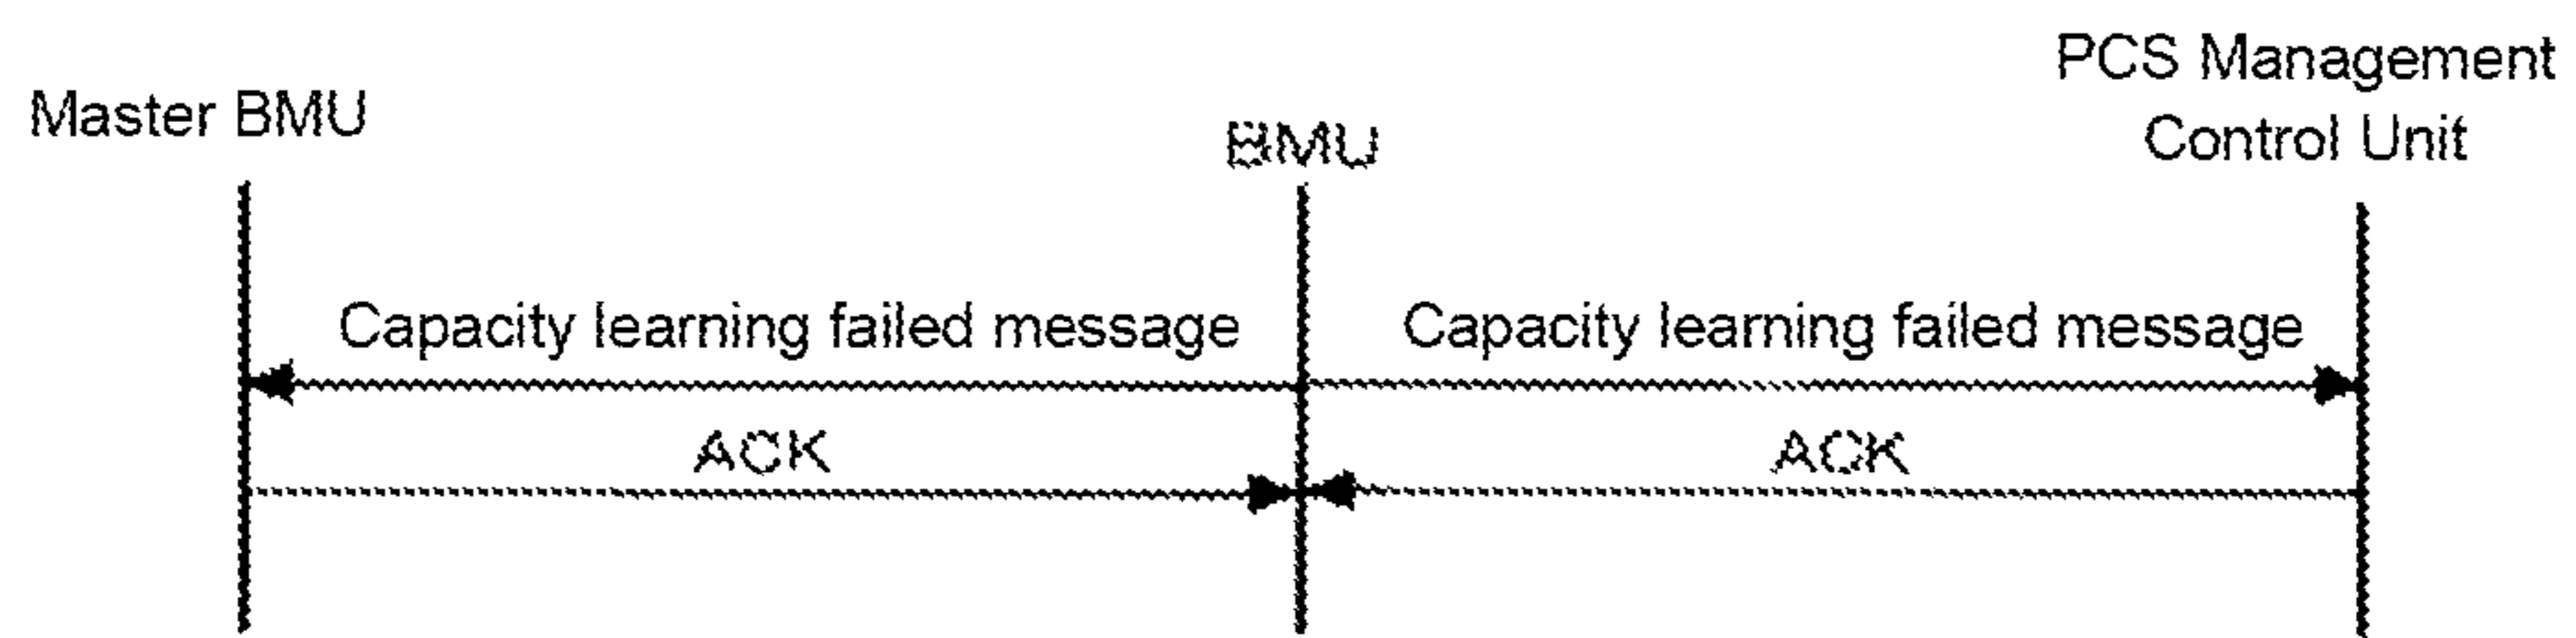 Master BMU
BMU
PCS Management
Control Unit
Capacity learning failed message
Capacity learning failed message
ACK
ACK